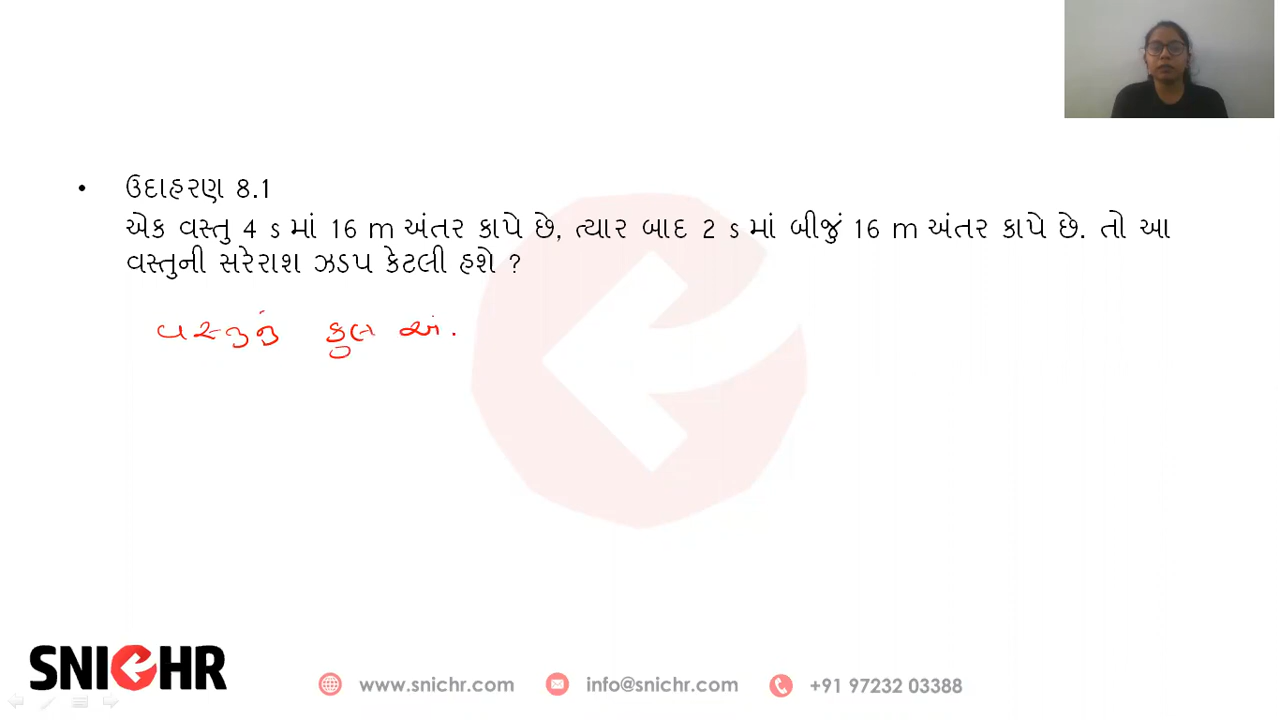 • ઉદાહરણ 8.1
એક વસ્તુ 4 s માં 16 m અંતર કાપે છે, ત્યાર બાદ 2 s માં બીજું 16 m અંતર કાપે છે. તો આ
વસ્તુની સરેરાશ ઝડપ કેટલી હશે ?
વસ્તુનું કુલ અં.
SNICHR
www.snichr.com info@snichr.com +91 97232 03388